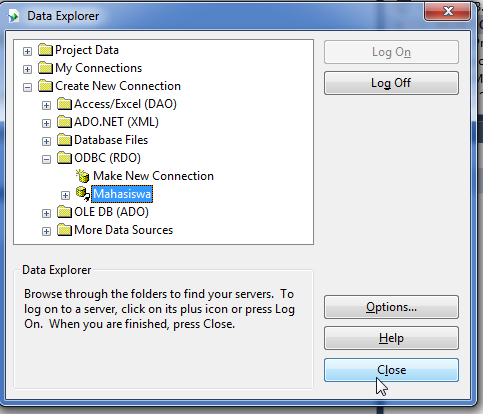 Data Explorer
Project Data
My Connections
Create New Connection
Access/Excel (DAO)
ADO.NET (XML)
Database Files
ODBC (RDO)
Make New Connection
Mahasiswa
OLE DB (ADO)
More Data Sources
Log On
Log Off
Data Explorer
Browse through the folders to find your servers. To
log on to a server, click on its plus icon or press Log
On. When you are finished, press Close.
Options...
Help
Close